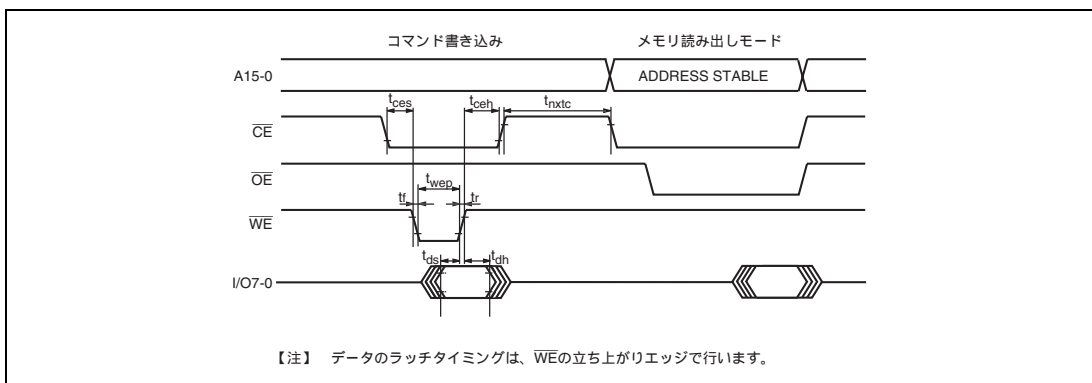 コマンド書き込み メモリ読み出しモード
A15-0 ADDRESS STABLE
tces tceh tnxtc
CE
OE
twep
tf tr
WE
tds tdh
I/O7-0
【注】 データのラッチタイミングは、WEの立ち上がりエッジで行います。